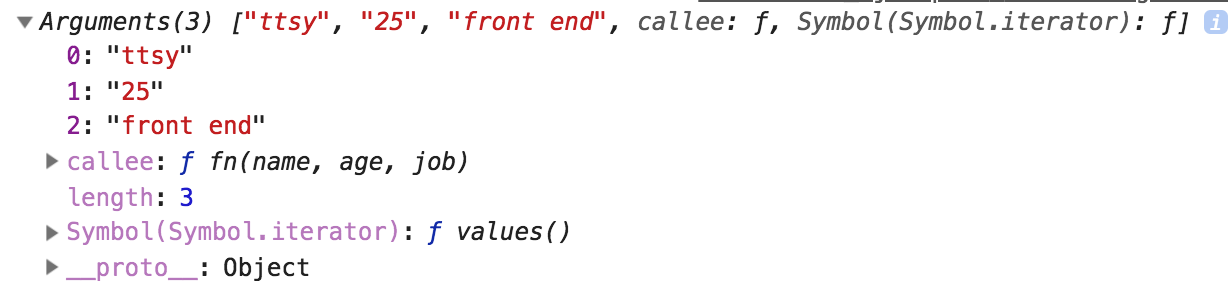 Arguments(3) ["ttsy", "25", "front end", callee: ƒ, Symbol(Symbol.iterator): ƒ] i
0: "ttsy"
1: "25"
2: "front end"
callee: ƒ fn(name, age, job)
length: 3
Symbol(Symbol.iterator): ƒ values()
__proto__: Object